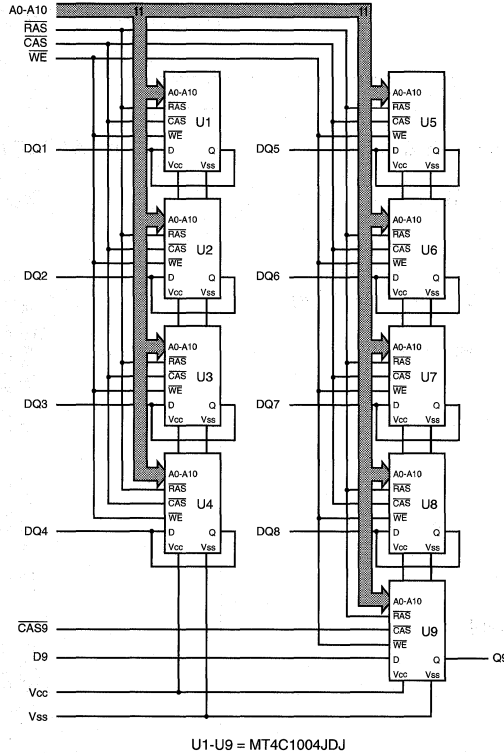 A0-A10 11 11
RAS
CAS
WE
A0-A10
RAS
CAS U1
WE
DQ1 D Q
Vcc Vss
A0-A10
RAS
CAS U5
WE
DQ5 D Q
Vcc Vss
A0-A10
RAS
CAS U2
WE
DQ2 D Q
Vcc Vss
A0-A10
RAS
CAS U6
WE
DQ6 D Q
Vcc Vss
A0-A10
RAS
CAS U3
WE
DQ3 D Q
Vcc Vss
A0-A10
RAS
CAS U7
WE
DQ7 D Q
Vcc Vss
A0-A10
RAS
CAS U4
WE
DQ4 D Q
Vcc Vss
A0-A10
RAS
CAS U8
WE
DQ8 D Q
Vcc Vss
A0-A10
RAS
CAS9 CAS U9
WE
D9 D Q Q9
Vcc Vss
Vcc
Vss
U1-U9 = MT4C1004JDJ